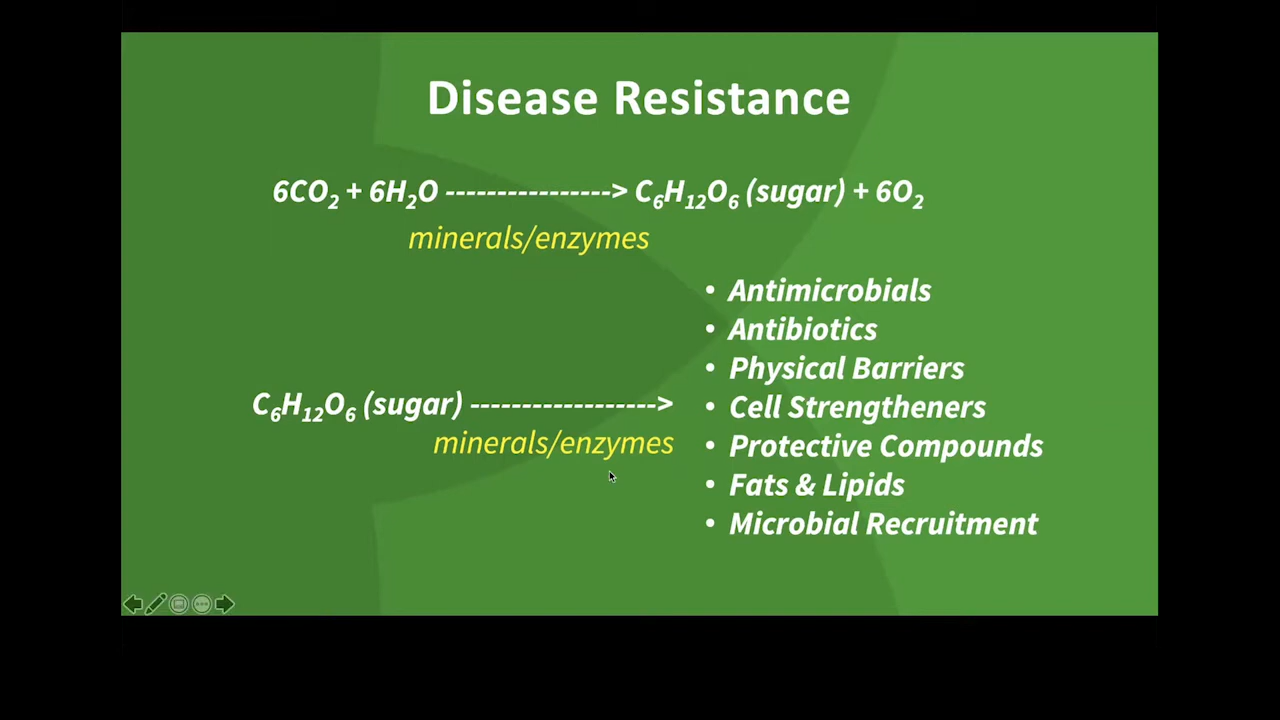 Disease Resistance
6CO₂ + 6H₂O ----------------> C₆H₁₂O₆ (sugar) + 6O₂
minerals/enzymes
• Antimicrobials
• Antibiotics
• Physical Barriers
C₆H₁₂O₆ (sugar) ------------------>
• Cell Strengtheners
minerals/enzymes
• Protective Compounds
• Fats & Lipids
• Microbial Recruitment